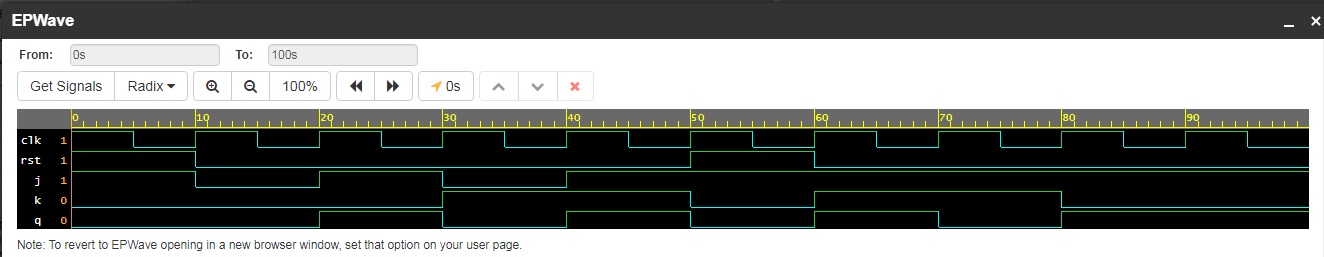 EPWave
From: 0s To: 100s
Get Signals Radix 100% 0s
0 10 20 30 40 50 60 70 80 90
clk 1
rst 1
j 1
k 0
q 0
Note: To revert to EPWave opening in a new browser window, set that option on your user page.